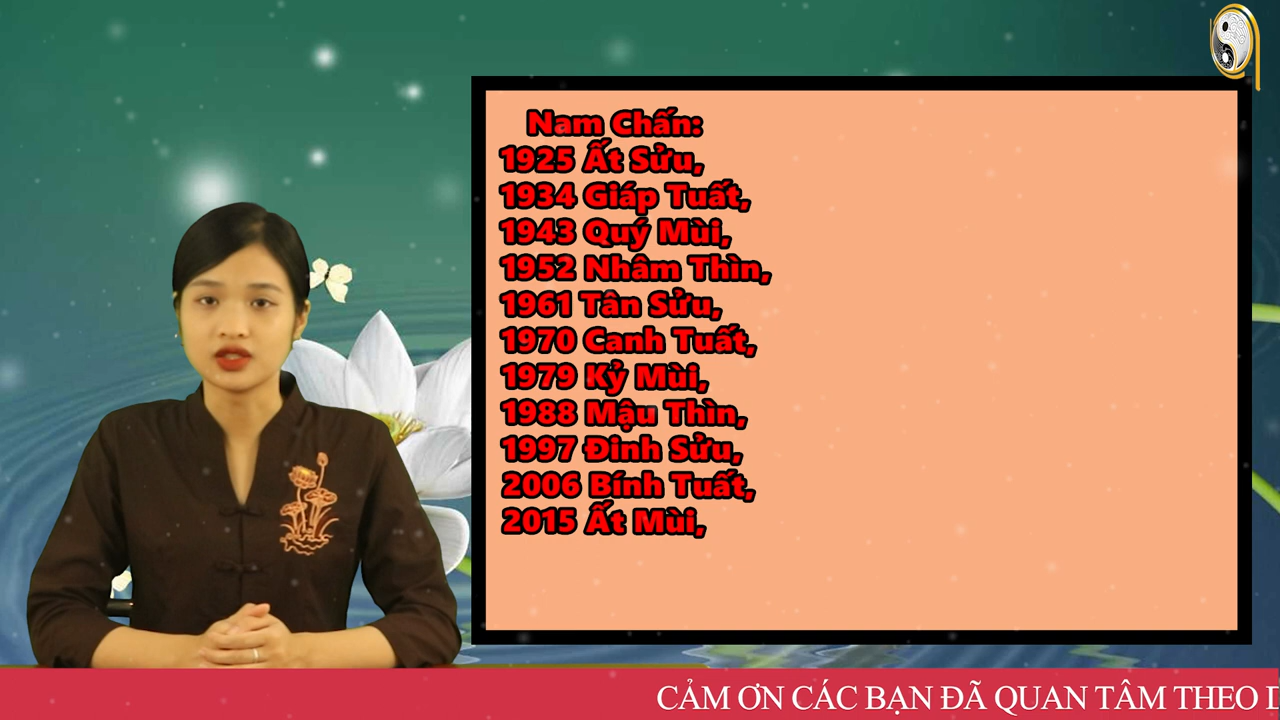 Nam Chấn:
1925 Ất Sửu,
1934 Giáp Tuất,
1943 Quý Mùi,
1952 Nhâm Thìn,
1961 Tân Sửu,
1970 Canh Tuất,
1979 Kỷ Mùi,
1988 Mậu Thìn,
1997 Đinh Sửu,
2006 Bính Tuất,
2015 Ất Mùi,
CẢM ƠN CÁC BẠN ĐÃ QUAN TÂM THEO